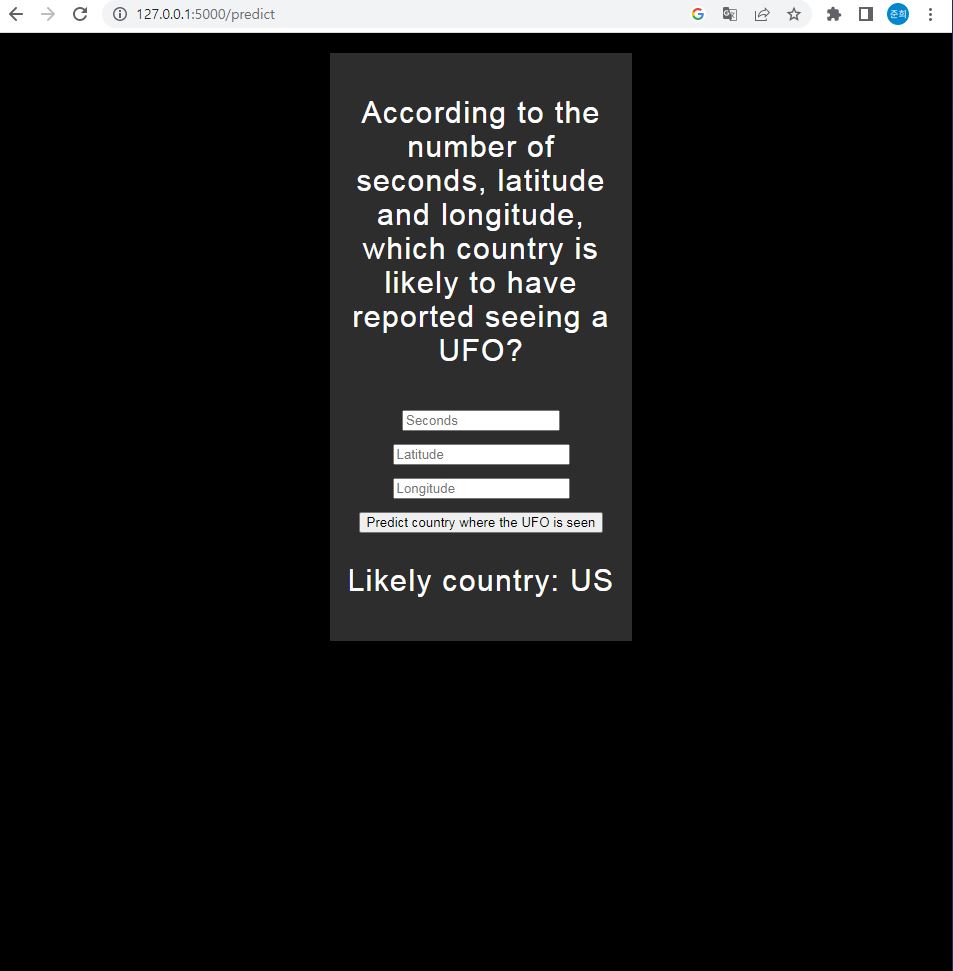 127.0.0.1:5000/predict
준희
According to the
number of
seconds, latitude
and longitude,
which country is
likely to have
reported seeing a
UFO?
Seconds
Latitude
Longitude
Predict country where the UFO is seen
Likely country: US